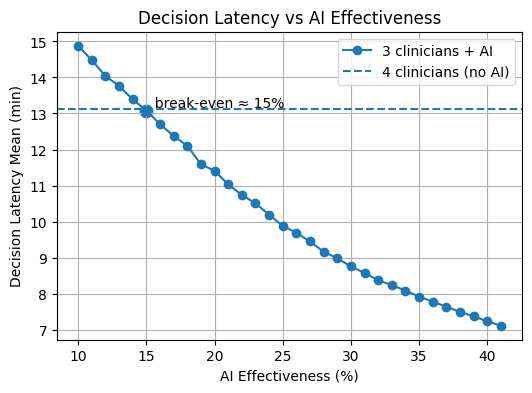 Decision Latency vs AI Effectiveness
Decision Latency Mean (min)
15
14
13
12
11
10
9
8
7
3 clinicians + AI
4 clinicians (no AI)
break-even ≈ 15%
10 15 20 25 30 35 40
AI Effectiveness (%)